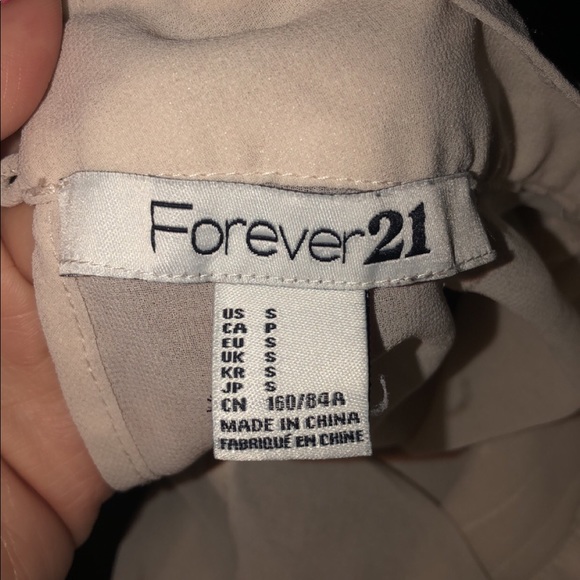 Forever21
US S
CA P
EU S
UK S
KR S
JP S
CN 160/84A
MADE IN CHINA
FABRIQUÉ EN CHINE